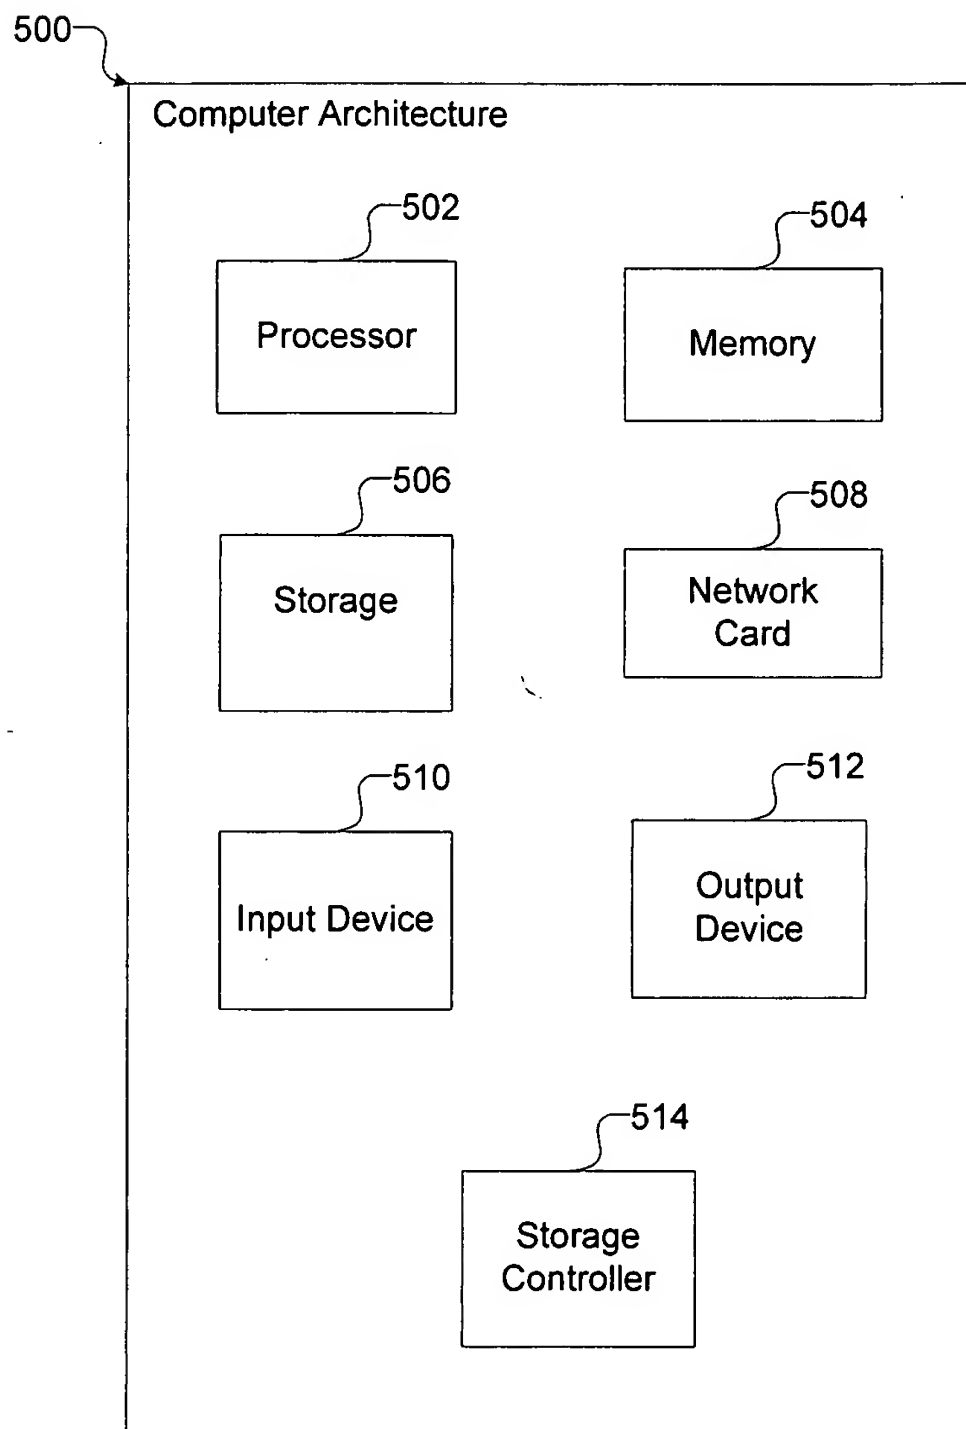 500
Computer Architecture
502
504
Processor
Memory
506
508
Storage
Network
Card
510
512
Input Device
Output
Device
514
Storage
Controller